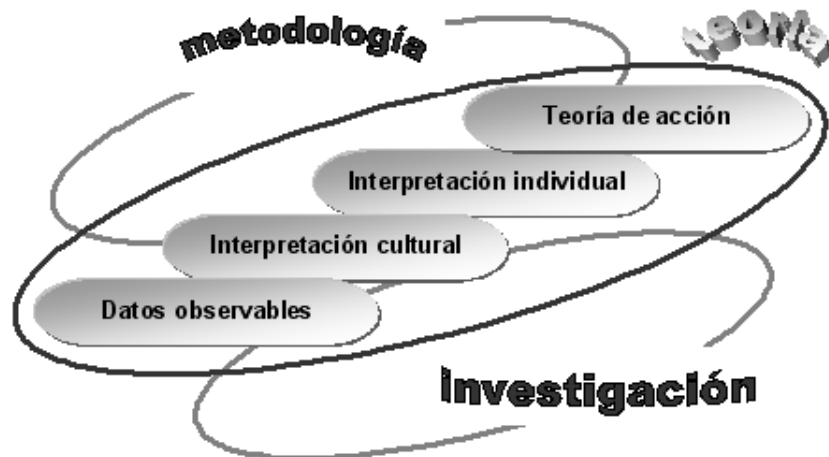 metodología
teoría
Teoría de acción
Interpretación individual
Interpretación cultural
Datos observables
investigación